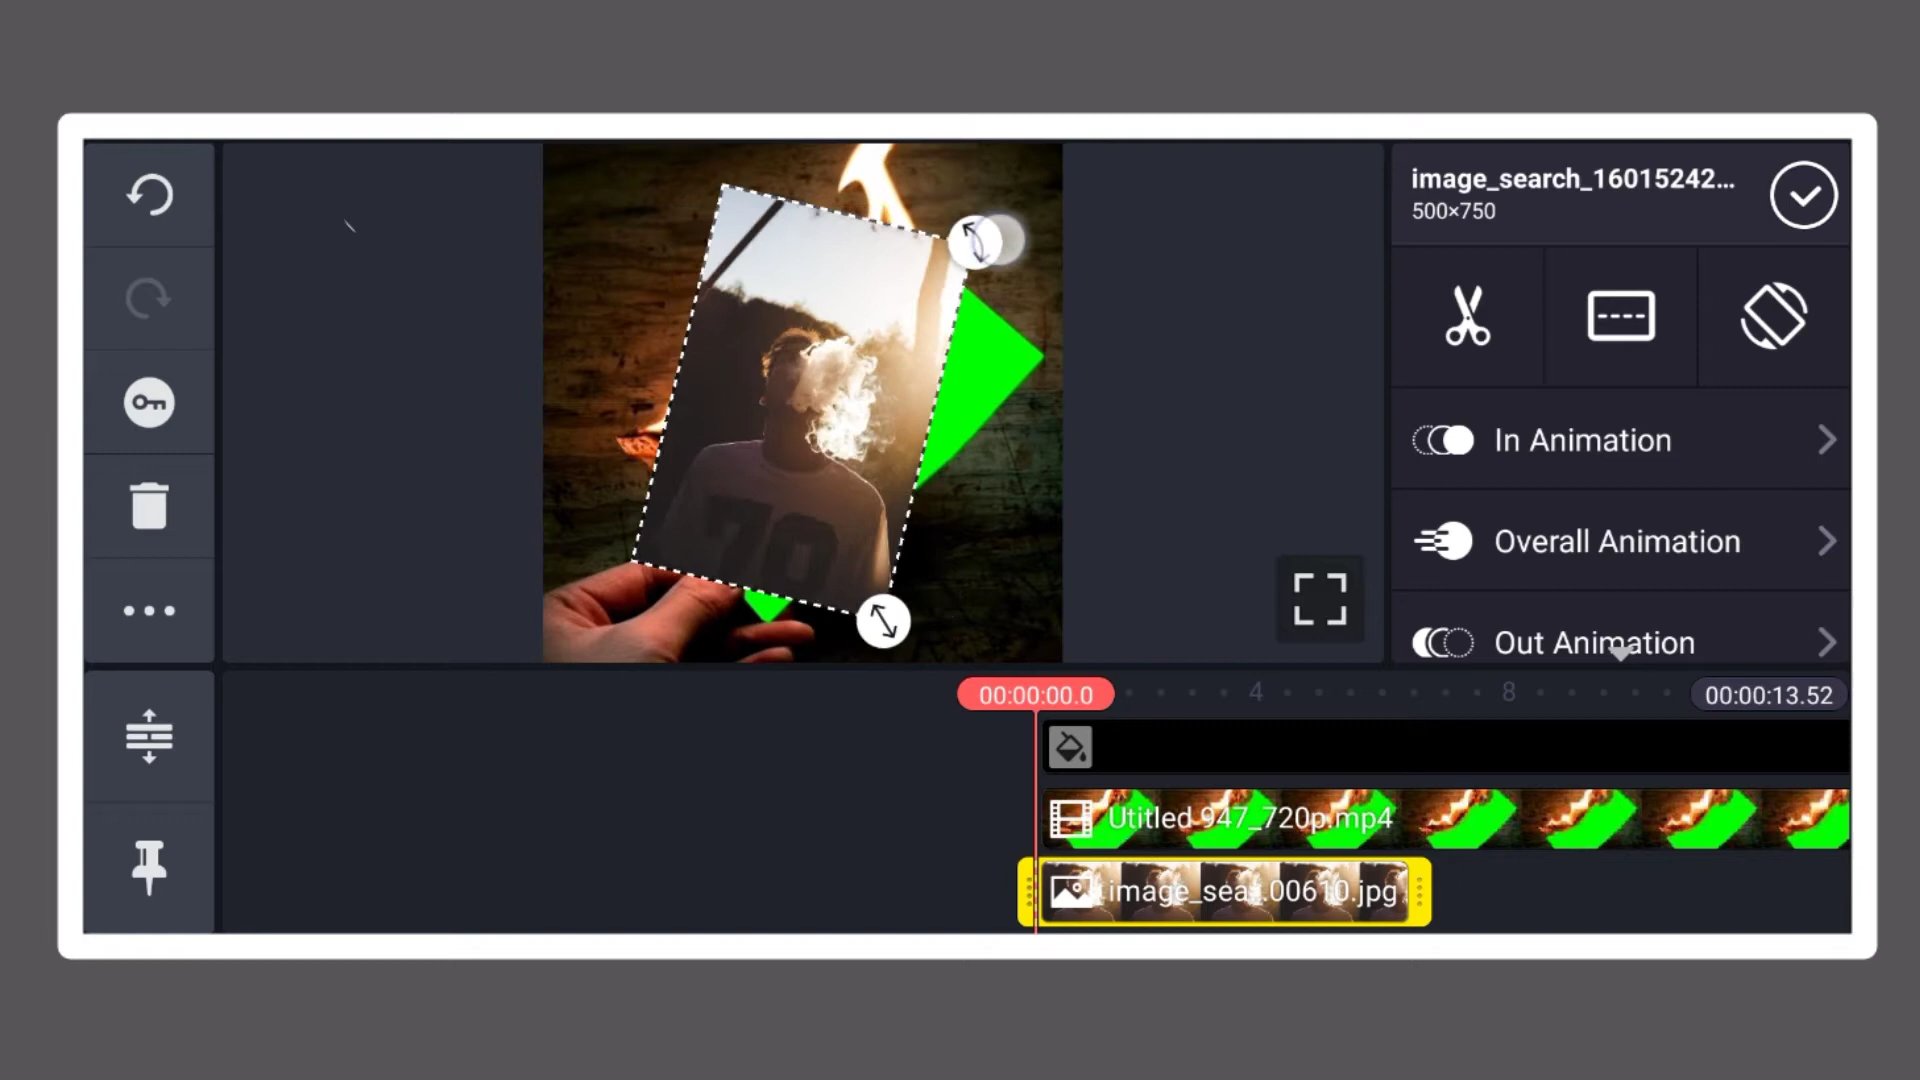 image_search_16015242...
500×750
In Animation
Overall Animation
Out Animation
00:00:00.0
4
8
00:00:13.52
Utitled 947_720p.mp4
image_sea...00610.jpg
70